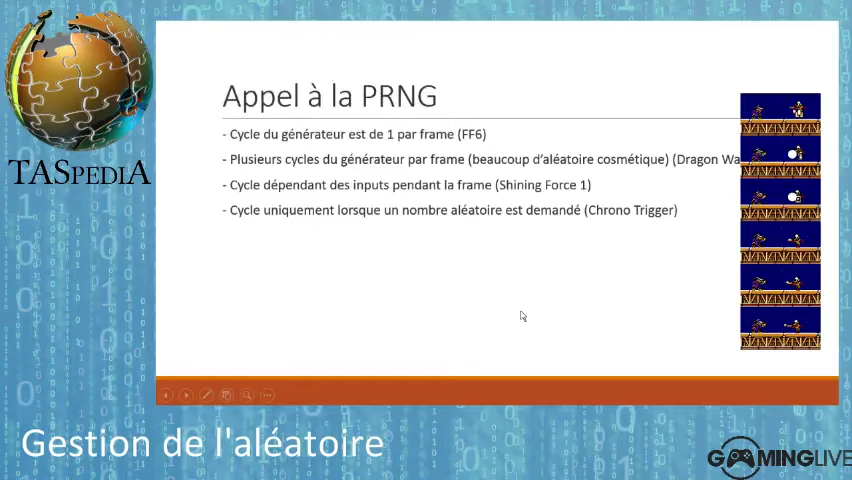 TASPEDIA
Appel à la PRNG
- Cycle du générateur est de 1 par frame (FF6)
- Plusieurs cycles du générateur par frame (beaucoup d'aléatoire cosmétique) (Dragon Wa
- Cycle dépendant des inputs pendant la frame (Shining Force 1)
- Cycle uniquement lorsque un nombre aléatoire est demandé (Chrono Trigger)
Gestion de l'aléatoire
GAMINGLIVE